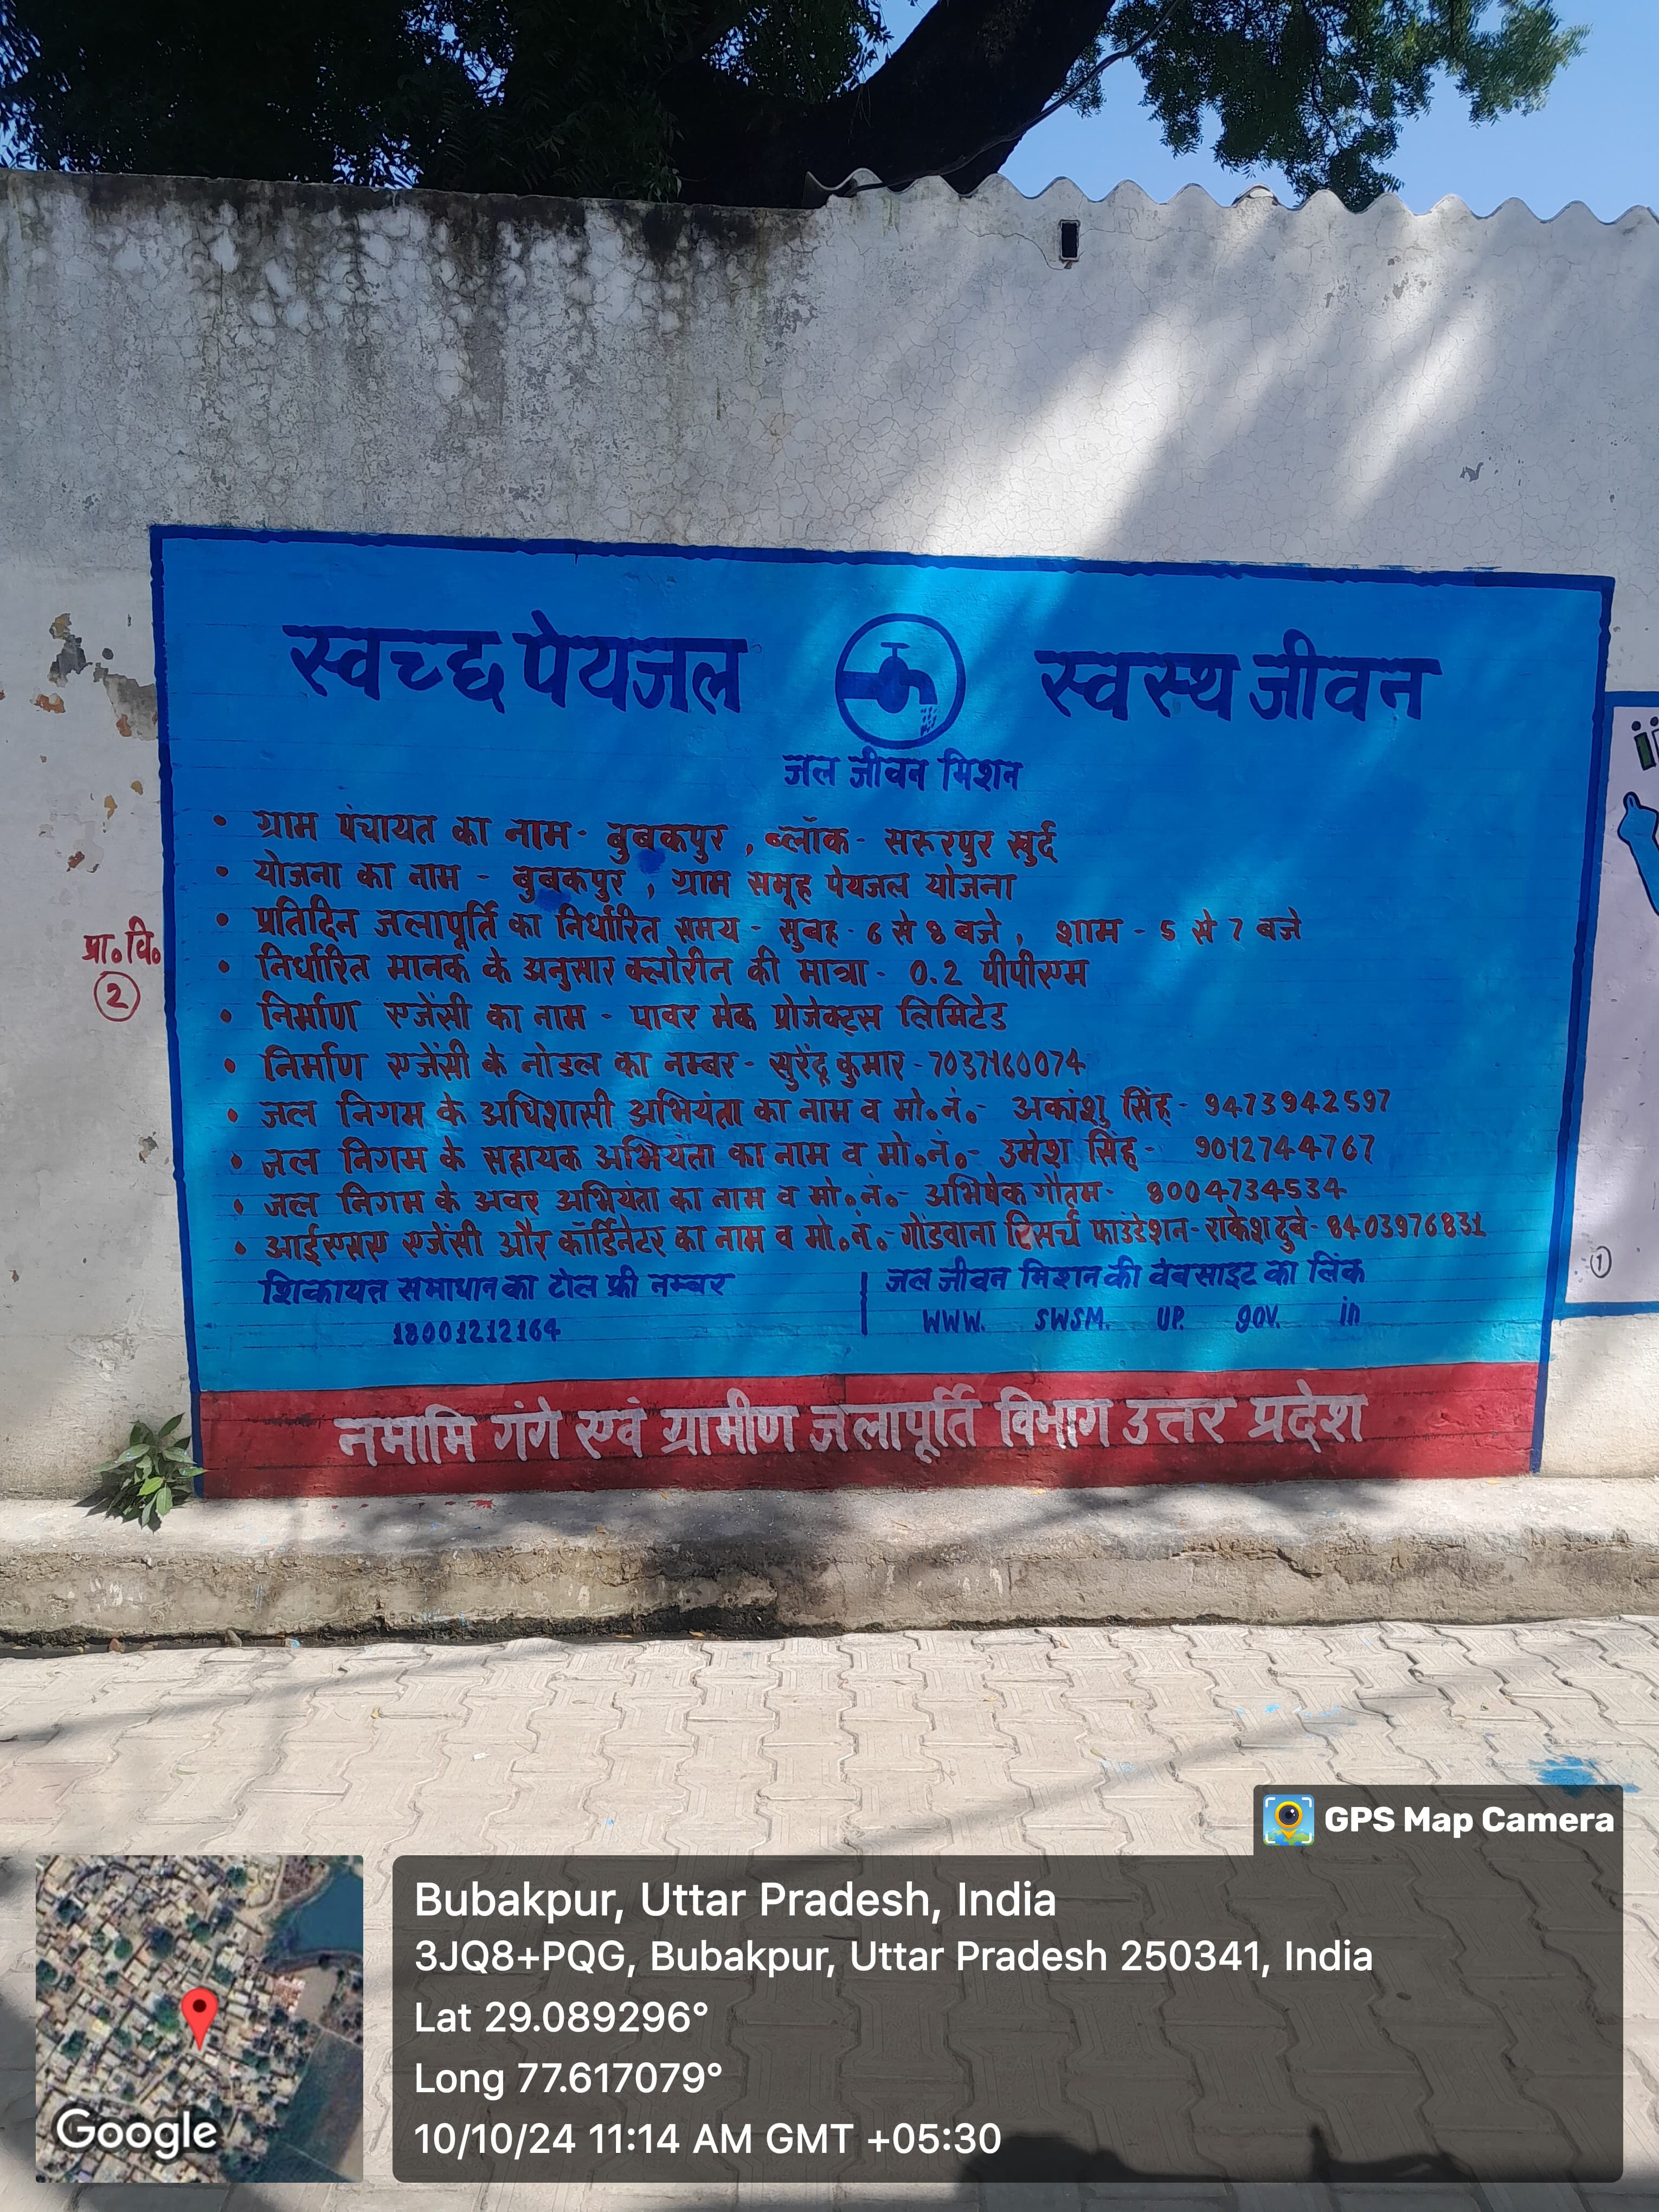 स्वच्छ पेयजल
स्वस्थ जीवन
जल जीवन मिशन
• ग्राम पंचायत का नाम- बुबकपुर , ब्लॉक- सरूरपुर खुर्द
• योजना का नाम - बुबकपुर , ग्राम समूह पेयजल योजना
• प्रतिदिन जलापूर्ति का निर्धारित समय - सुबह - 6 से 8 बजे , शाम - 5 से 7 बजे
• निर्धारित मानक के अनुसार क्लोरीन की मात्रा - 0.2 पीपीएम
• निर्माण एजेंसी का नाम - पावर मेक प्रोजेक्ट्स लिमिटेड
• निर्माण एजेंसी के नोडल का नम्बर - सुरेंदू कुमार - 7037160074
• जल निगम के अधिशासी अभियंता का नाम व मो०नं०- अकांशु सिंह - 9473942597
• जल निगम के सहायक अभियंता का नाम व मो०नं०- उमेश सिंह - 9012744767
• जल निगम के अवर अभियंता का नाम व मो०नं०- अभिषेक गौतम - 8004734534
• आईएसए एजेंसी और कॉर्डिनेटर का नाम व मो०नं०- गोंडवाना रिसर्च फाउंडेशन - राकेश दुबे - 8403976831
शिकायत समाधान का टोल फ्री नम्बर
18001212164
जल जीवन मिशन की वेबसाइट का लिंक
WWW. SWSM. UP. gov. in
नमामि गंगे एवं ग्रामीण जलापूर्ति विभाग उत्तर प्रदेश
प्रा०वि०
2
1
GPS Map Camera
Bubakpur, Uttar Pradesh, India
3JQ8+PQG, Bubakpur, Uttar Pradesh 250341, India
Lat 29.089296°
Long 77.617079°
10/10/24 11:14 AM GMT +05:30
Google